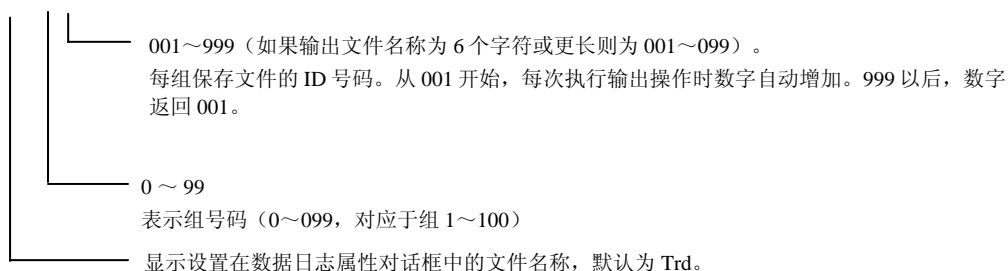 001～999（如果输出文件名称为 6 个字符或更长则为 001～099）。
每组保存文件的 ID 号码。从 001 开始，每次执行输出操作时数字自动增加。999 以后，数字
返回 001。
0 ～ 99
表示组号码（0～099，对应于组 1～100）
显示设置在数据日志属性对话框中的文件名称，默认为 Trd。